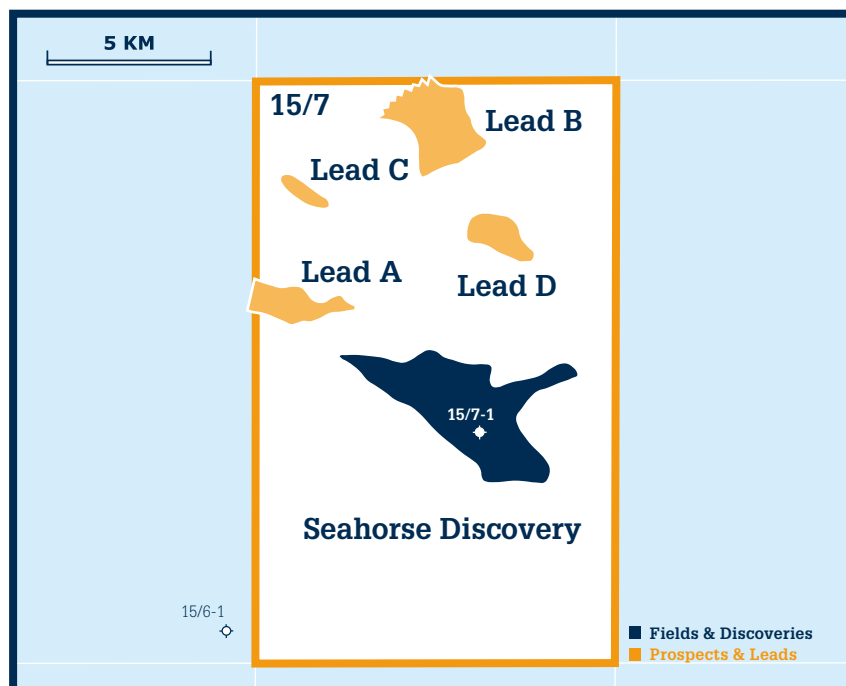 5 KM
15/7
Lead B
Lead C
Lead A
Lead D
15/7-1
Seahorse Discovery
15/6-1
Fields & Discoveries
Prospects & Leads